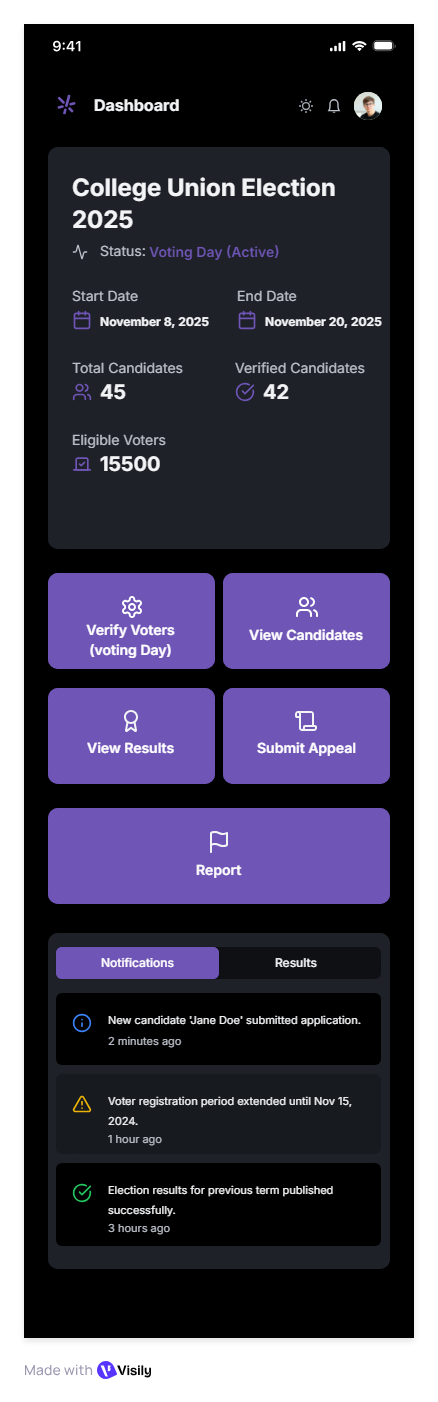 9:41
Dashboard
College Union Election
2025
Status: Voting Day (Active)
Start Date
End Date
November 8, 2025
November 20, 2025
Total Candidates
Verified Candidates
45
42
Eligible Voters
15500
Verify Voters
(voting Day)
View Candidates
View Results
Submit Appeal
Report
Notifications
Results
New candidate 'Jane Doe' submitted application.
2 minutes ago
Voter registration period extended until Nov 15,
2024.
1 hour ago
Election results for previous term published
successfully.
3 hours ago
Made with Visily